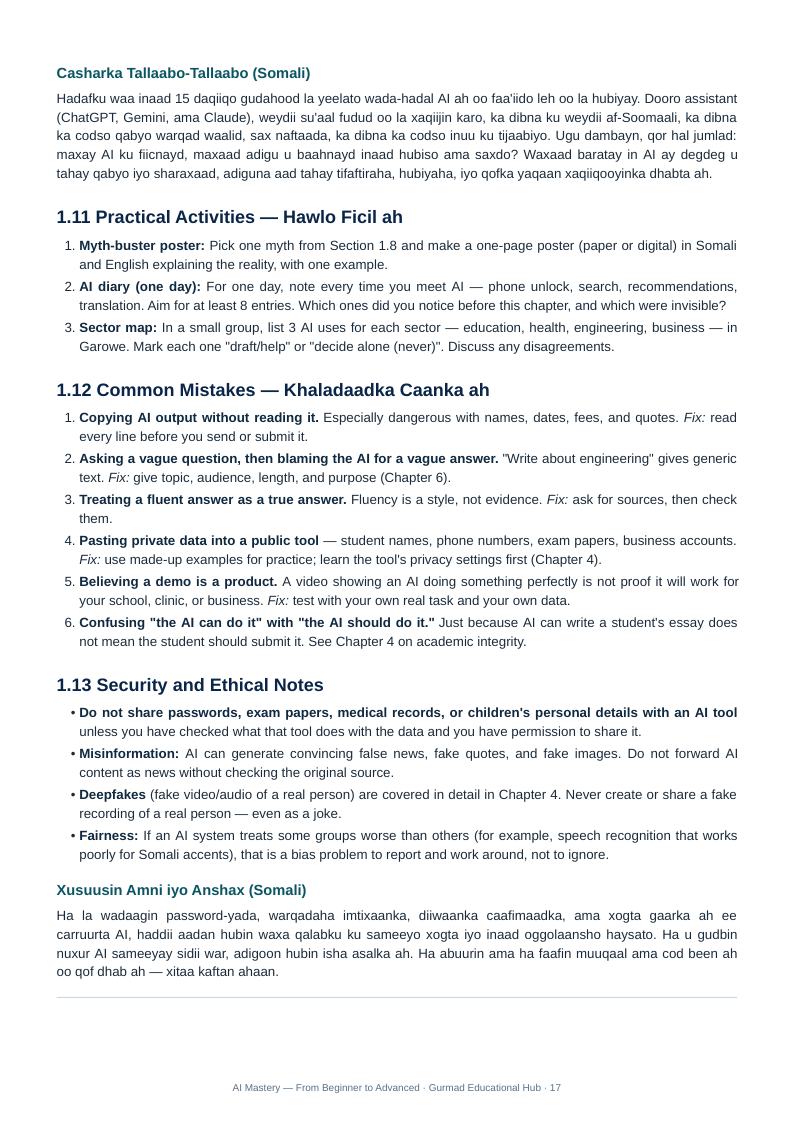 Casharka Tallaabo-Tallaabo (Somali)
Hadafku waa inaad 15 daqiiqo gudahood la yeelato wada-hadal AI ah oo faa'iido leh oo la hubiyay. Dooro assistant
(ChatGPT, Gemini, ama Claude), weydii su'aal fudud oo la xaqiijin karo, ka dibna ku weydii af-Soomaali, ka dibna
ka codso qabyo warqad waalid, sax naftaada, ka dibna ka codso inuu ku tijaabiyo. Ugu dambayn, qor hal jumlad:
maxay AI ku fiicnayd, maxaad adigu u baahnayd inaad hubiso ama saxdo? Waxaad baratay in AI ay degdeg u
tahay qabyo iyo sharaxaad, adiguna aad tahay tifaftiraha, hubiyaha, iyo qofka yaqaan xaqiiqooyinka dhabta ah.
1.11 Practical Activities — Hawlo Ficil ah
1. Myth-buster poster: Pick one myth from Section 1.8 and make a one-page poster (paper or digital) in Somali
and English explaining the reality, with one example.
2. AI diary (one day): For one day, note every time you meet AI — phone unlock, search, recommendations,
translation. Aim for at least 8 entries. Which ones did you notice before this chapter, and which were invisible?
3. Sector map: In a small group, list 3 AI uses for each sector — education, health, engineering, business — in
Garowe. Mark each one "draft/help" or "decide alone (never)". Discuss any disagreements.
1.12 Common Mistakes — Khaladaadka Caanka ah
1. Copying AI output without reading it. Especially dangerous with names, dates, fees, and quotes. Fix: read
every line before you send or submit it.
2. Asking a vague question, then blaming the AI for a vague answer. "Write about engineering" gives generic
text. Fix: give topic, audience, length, and purpose (Chapter 6).
3. Treating a fluent answer as a true answer. Fluency is a style, not evidence. Fix: ask for sources, then check
them.
4. Pasting private data into a public tool — student names, phone numbers, exam papers, business accounts.
Fix: use made-up examples for practice; learn the tool's privacy settings first (Chapter 4).
5. Believing a demo is a product. A video showing an AI doing something perfectly is not proof it will work for
your school, clinic, or business. Fix: test with your own real task and your own data.
6. Confusing "the AI can do it" with "the AI should do it." Just because AI can write a student's essay does
not mean the student should submit it. See Chapter 4 on academic integrity.
1.13 Security and Ethical Notes
• Do not share passwords, exam papers, medical records, or children's personal details with an AI tool
unless you have checked what that tool does with the data and you have permission to share it.
• Misinformation: AI can generate convincing false news, fake quotes, and fake images. Do not forward AI
content as news without checking the original source.
• Deepfakes (fake video/audio of a real person) are covered in detail in Chapter 4. Never create or share a fake
recording of a real person — even as a joke.
• Fairness: If an AI system treats some groups worse than others (for example, speech recognition that works
poorly for Somali accents), that is a bias problem to report and work around, not to ignore.
Xusuusin Amni iyo Anshax (Somali)
Ha la wadaagin password-yada, warqadaha imtixaanka, diiwaanka caafimaadka, ama xogta gaarka ah ee
carruurta AI, haddii aadan hubin waxa qalabku ku sameeyo xogta iyo inaad oggolaansho haysato. Ha u gudbin
nuxur AI sameeyay sidii war, adigoon hubin isha asalka ah. Ha abuurin ama ha faafin muuqaal ama cod been ah
oo qof dhab ah — xitaa kaftan ahaan.
AI Mastery — From Beginner to Advanced · Gurmad Educational Hub · 17